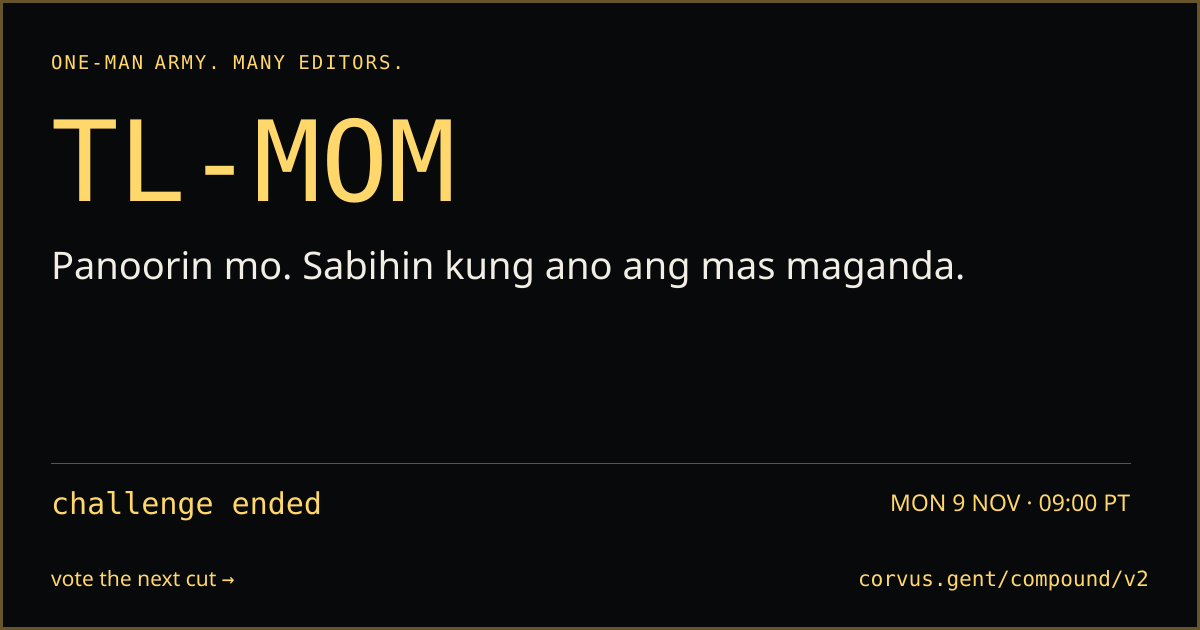 ONE-MAN ARMY. MANY EDITORS.
TL-MOM
Panoorin mo. Sabihin kung ano ang mas maganda.
challenge ended
MON 9 NOV · 09:00 PT
vote the next cut →
corvus.gent/compound/v2